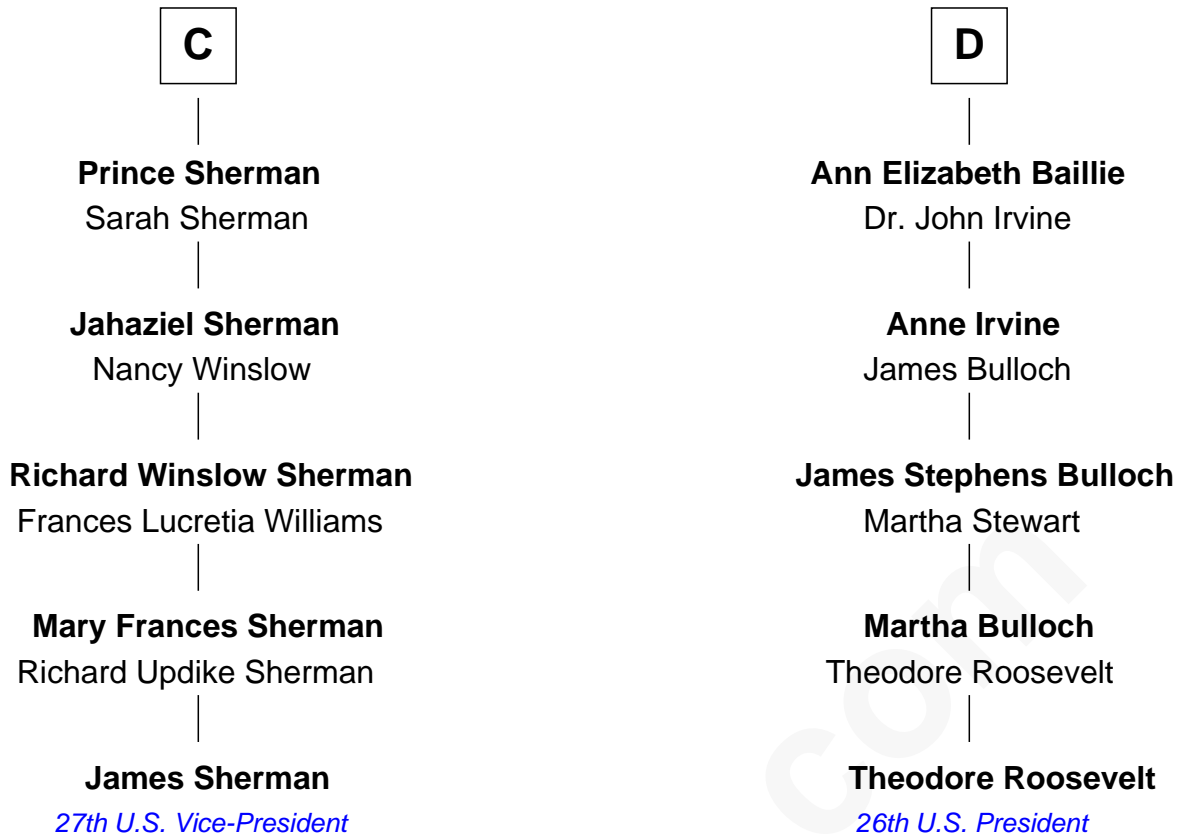 C
Prince Sherman
Sarah Sherman
Jahaziel Sherman
Nancy Winslow
Richard Winslow Sherman
Frances Lucretia Williams
Mary Frances Sherman
Richard Updike Sherman
James Sherman
27th U.S. Vice-President
D
Ann Elizabeth Baillie
Dr. John Irvine
Anne Irvine
James Bulloch
James Stephens Bulloch
Martha Stewart
Martha Bulloch
Theodore Roosevelt
Theodore Roosevelt
26th U.S. President
com